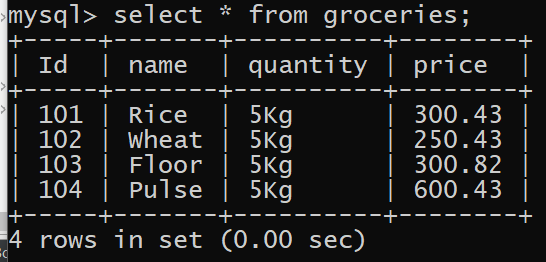 mysql> select * from groceries;
+-----+-------+----------+--------+
| Id  | name  | quantity | price  |
+-----+-------+----------+--------+
| 101 | Rice  | 5Kg      | 300.43 |
| 102 | Wheat | 5Kg      | 250.43 |
| 103 | Floor | 5Kg      | 300.82 |
| 104 | Pulse | 5Kg      | 600.43 |
+-----+-------+----------+--------+
4 rows in set (0.00 sec)